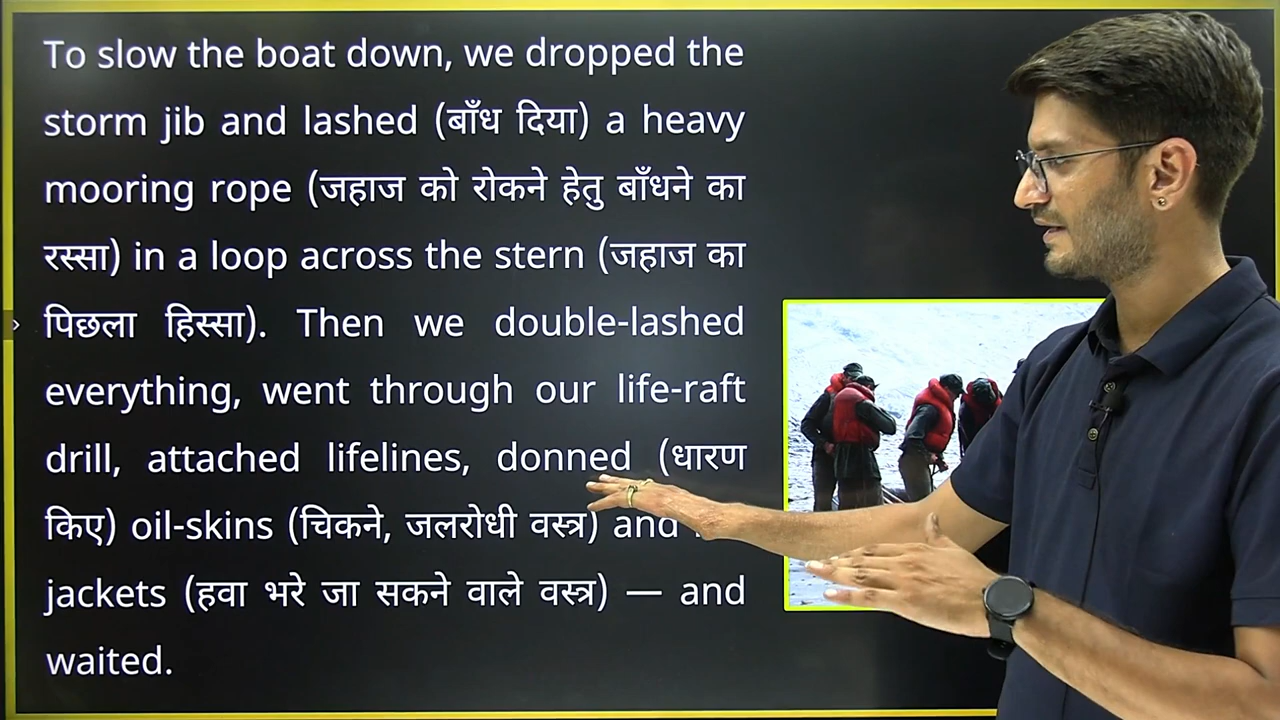 To slow the boat down, we dropped the
storm jib and lashed (बाँध दिया) a heavy
mooring rope (जहाज को रोकने हेतु बाँधने का
रस्सा) in a loop across the stern (जहाज का
पिछला हिस्सा). Then we double-lashed
everything, went through our life-raft
drill, attached lifelines, donned (धारण
किए) oil-skins (चिकने, जलरोधी वस्त्र) and
jackets (हवा भरे जा सकने वाले वस्त्र) — and
waited.